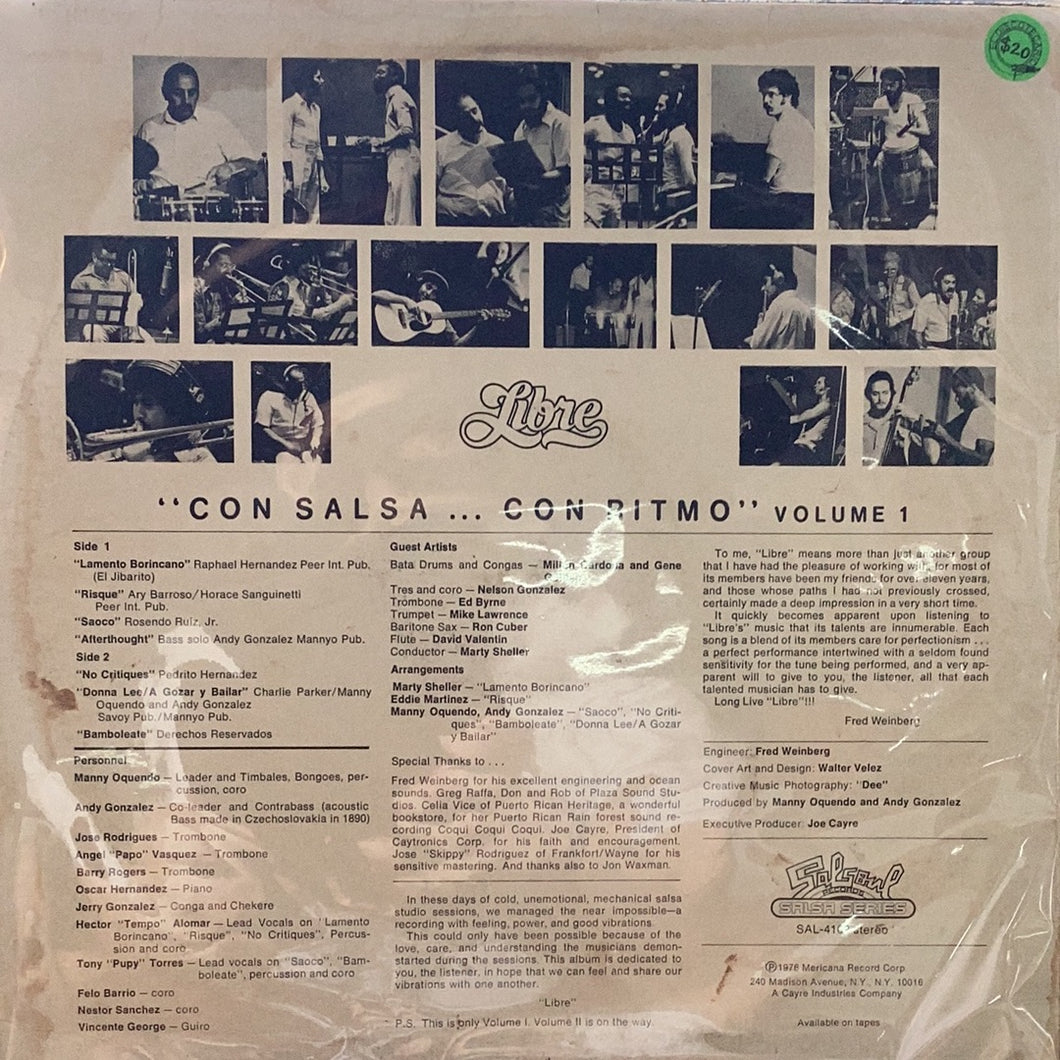 EL DISCOTECARIO
$20
Libre
"CON SALSA ... CON RITMO" VOLUME 1
Side 1
"Lamento Borincano" Raphael Hernandez Peer Int. Pub.
(El Jibarito)
"Risque" Ary Barroso/Horace Sanguinetti
Peer Int. Pub.
"Saoco" Rosendo Ruiz, Jr.
"Afterthought" Bass solo Andy Gonzalez Mannyo Pub.
Side 2
"No Critiques" Pedrito Hernandez
"Donna Lee/A Gozar y Bailar" Charlie Parker/Manny
Oquendo and Andy Gonzalez
Savoy Pub./Mannyo Pub.
"Bamboleate" Derechos Reservados
Personnel
Manny Oquendo — Leader and Timbales, Bongoes, per-
cussion, coro
Andy Gonzalez — Co-leader and Contrabass (acoustic
Bass made in Czechoslovakia in 1890)
Jose Rodrigues — Trombone
Angel "Papo" Vasquez — Trombone
Barry Rogers — Trombone
Oscar Hernandez — Piano
Jerry Gonzalez — Conga and Chekere
Hector "Tempo" Alomar — Lead Vocals on "Lamento
Borincano", "Risque", "No Critiques", Percus-
sion and coro
Tony "Pupy" Torres — Lead vocals on "Saoco", "Bam-
boleate", percussion and coro
Felo Barrio — coro
Nestor Sanchez — coro
Vincente George — Guiro
Guest Artists
Bata Drums and Congas — Milton Cardona and Gene
Tres and coro — Nelson Gonzalez
Trombone — Ed Byrne
Trumpet — Mike Lawrence
Baritone Sax — Ron Cuber
Flute — David Valentin
Conductor — Marty Sheller
Arrangements
Marty Sheller — "Lamento Borincano"
Eddie Martinez — "Risque"
Manny Oquendo, Andy Gonzalez — "Saoco", "No Criti-
ques", "Bamboleate", "Donna Lee/A Gozar
y Bailar"
Special Thanks to . . .
Fred Weinberg for his excellent engineering and ocean
sounds. Greg Raffa, Don and Rob of Plaza Sound Stu-
dios. Celia Vice of Puerto Rican Heritage, a wonderful
bookstore, for her Puerto Rican Rain forest sound re-
cording Coqui Coqui Coqui. Joe Cayre, President of
Caytronics Corp. for his faith and encouragement.
Jose "Skippy" Rodriguez of Frankfort/Wayne for his
sensitive mastering. And thanks also to Jon Waxman.
In these days of cold, unemotional, mechanical salsa
studio sessions, we managed the near impossible—a
recording with feeling, power, and good vibrations.
This could only have been possible because of the
love, care, and understanding the musicians demon-
started during the sessions. This album is dedicated to
you, the listener, in hope that we can feel and share our
vibrations with one another.
"Libre"
P.S. This is only Volume I. Volume II is on the way.
To me, "Libre" means more than just another group
that I have had the pleasure of working with, for most of
its members have been my friends for over eleven years,
and those whose paths I had not previously crossed,
certainly made a deep impression in a very short time.
It quickly becomes apparent upon listening to
"Libre's" music that its talents are innumerable. Each
song is a blend of its members care for perfectionism . . .
a perfect performance intertwined with a seldom found
sensitivity for the tune being performed, and a very ap-
parent will to give to you, the listener, all that each
talented musician has to give.
Long Live "Libre"!!!
Fred Weinberg
Engineer: Fred Weinberg
Cover Art and Design: Walter Velez
Creative Music Photography: "Dee"
Produced by Manny Oquendo and Andy Gonzalez
Executive Producer: Joe Cayre
Salsoul
RECORDS
SALSA SERIES
stereo
Ⓟ1976 Mericana Record Corp.
240 Madison Avenue, N.Y., N.Y. 10016
A Cayre Industries Company
Available on tapes